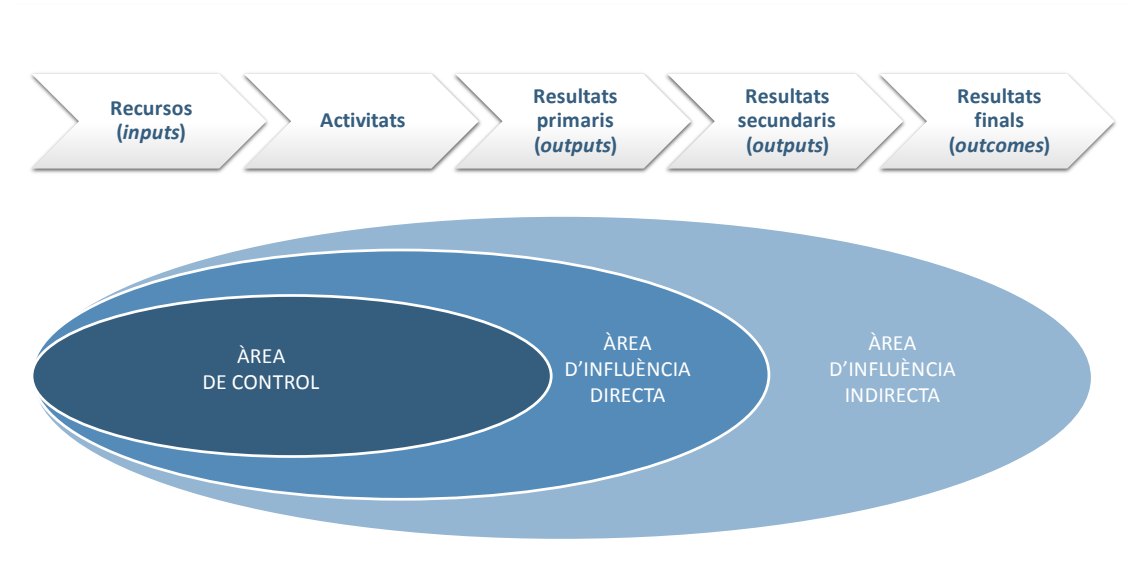 Recursos
(inputs)
Activitats
Resultats
primaris
(outputs)
Resultats
secundaris
(outputs)
Resultats
finals
(outcomes)
ÀREA
DE CONTROL
ÀREA
D’INFLUÈNCIA
DIRECTA
ÀREA
D’INFLUÈNCIA
INDIRECTA